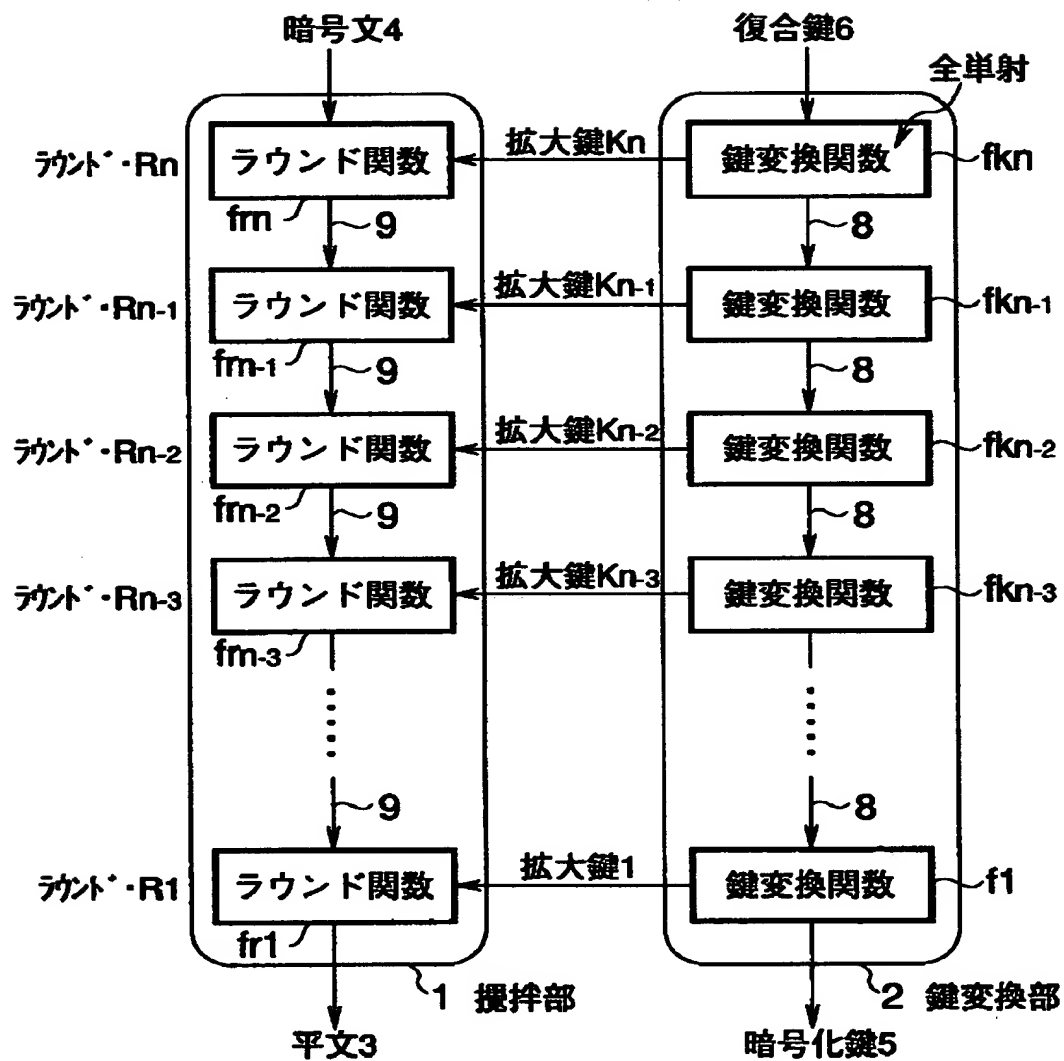 暗号文4 復合鍵6
全単射
ラウンド・Rn ラウンド関数 拡大鍵Kn 鍵変換関数 fkn
frn 9 8
ラウンド・Rn-1 ラウンド関数 拡大鍵Kn-1 鍵変換関数 fkn-1
frn-1 9 8
ラウンド・Rn-2 ラウンド関数 拡大鍵Kn-2 鍵変換関数 fkn-2
frn-2 9 8
ラウンド・Rn-3 ラウンド関数 拡大鍵Kn-3 鍵変換関数 fkn-3
frn-3
9 8
ラウンド・R1 ラウンド関数 拡大鍵1 鍵変換関数 f1
fr1
1 攪拌部 2 鍵変換部
平文3 暗号化鍵5